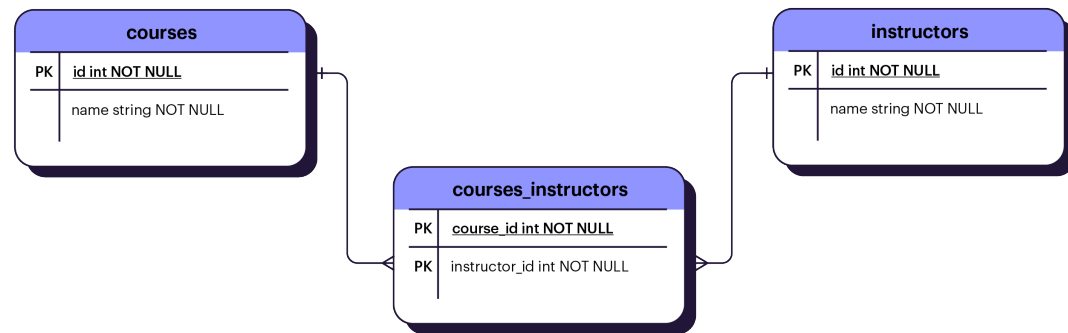 courses
PK id int NOT NULL
name string NOT NULL
instructors
PK id int NOT NULL
name string NOT NULL
courses_instructors
PK course_id int NOT NULL
PK instructor_id int NOT NULL